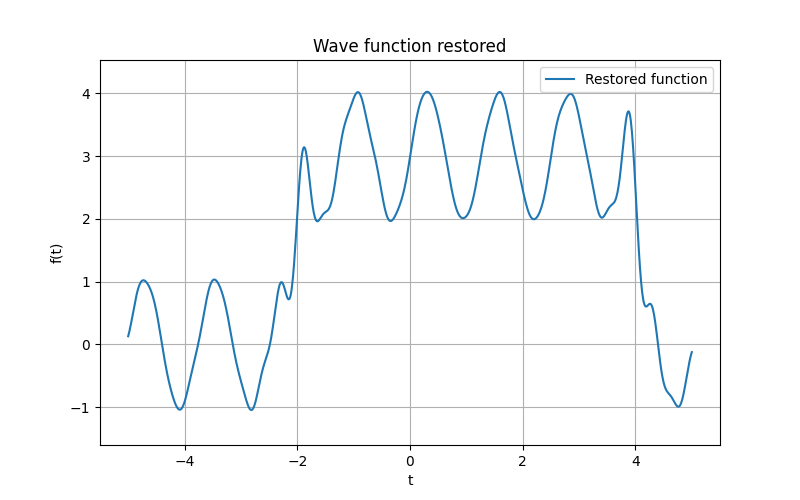 Wave function restored
Restored function
f(t)
4
3
2
1
0
−1
−4
−2
0
2
4
t